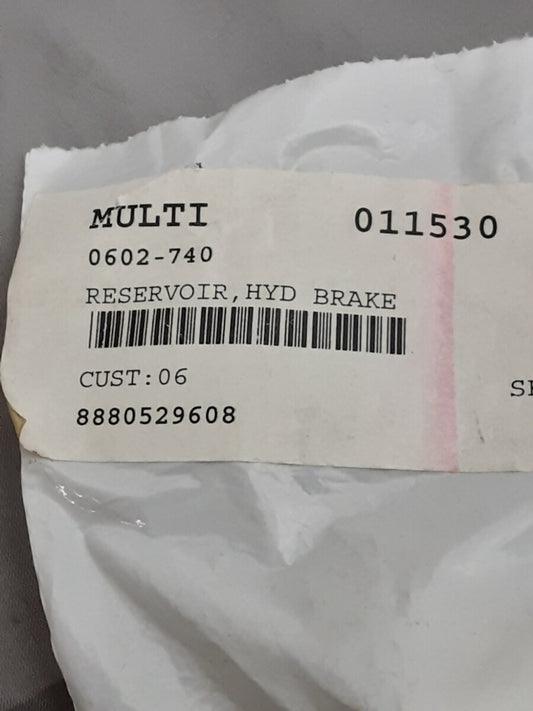 MULTI 011530
0602-740
RESERVOIR,HYD BRAKE
CUST:06
8880529608